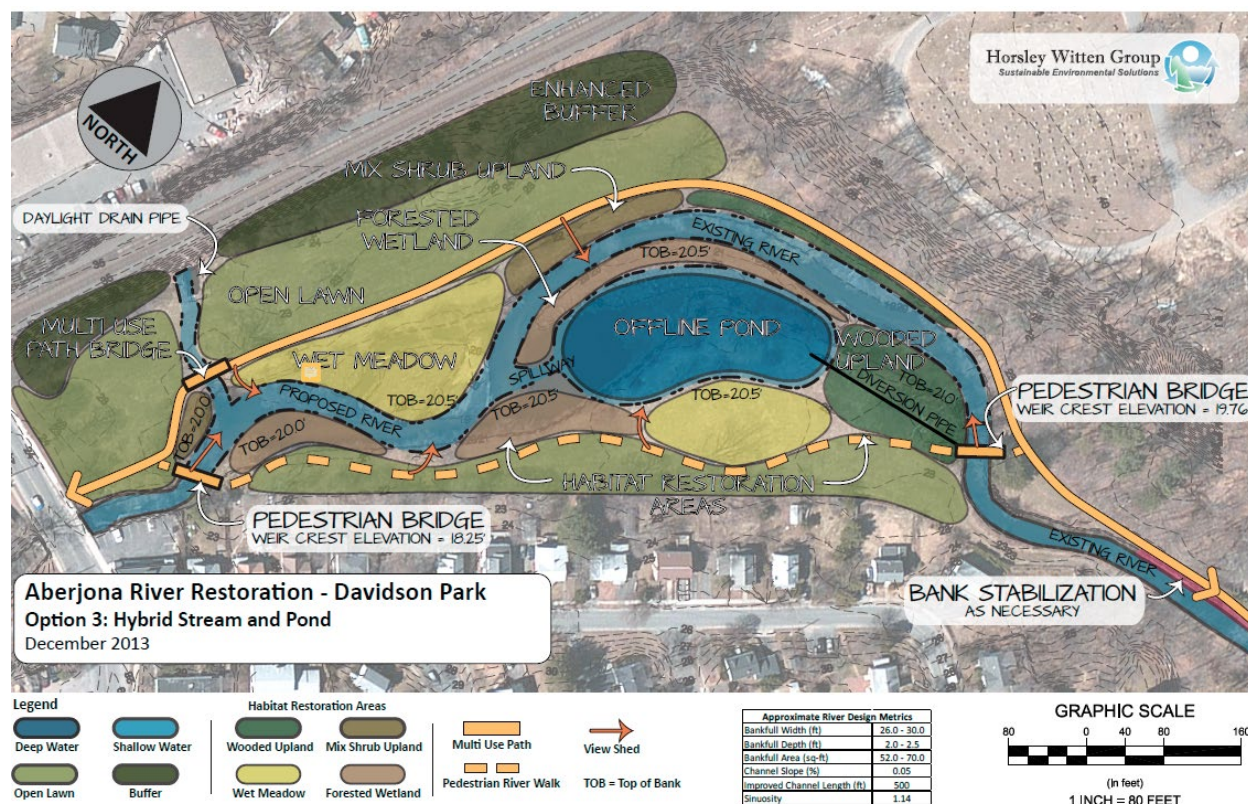 Horsley Witten Group
Sustainable Environmental Solutions
NORTH
ENHANCED
BUFFER
MIX SHRUB UPLAND
DAYLIGHT DRAIN PIPE
FORESTED
WETLAND
EXISTING RIVER
TOB=20.5'
OPEN LAWN
MULTI USE
PATH BRIDGE
OFFLINE POND
WOODED
UPLAND
WET MEADOW
SPILLWAY
TOB=21.0'
DIVERSION PIPE
PROPOSED RIVER
TOB=20.5'
TOB=20.5'
TOB=20.5'
PEDESTRIAN BRIDGE
WEIR CREST ELEVATION = 19.76
TOB=20.0'
TOB=20.0'
HABITAT RESTORATION
AREAS
PEDESTRIAN BRIDGE
WEIR CREST ELEVATION = 18.25'
EXISTING RIVER
BANK STABILIZATION
AS NECESSARY
Aberjona River Restoration - Davidson Park
Option 3: Hybrid Stream and Pond
December 2013
Legend
Deep Water
Shallow Water
Open Lawn
Buffer
Habitat Restoration Areas
Wooded Upland
Mix Shrub Upland
Wet Meadow
Forested Wetland
Multi Use Path
Pedestrian River Walk
View Shed
TOB = Top of Bank
Approximate River Design Metrics
Bankfull Width (ft) 26.0 - 30.0
Bankfull Depth (ft) 2.0 - 2.5
Bankfull Area (sq-ft) 52.0 - 70.0
Channel Slope (%) 0.05
Improved Channel Length (ft) 500
Sinuosity 1.14
GRAPHIC SCALE
80 0 40 80 160
(In feet)
1 INCH = 80 FEET